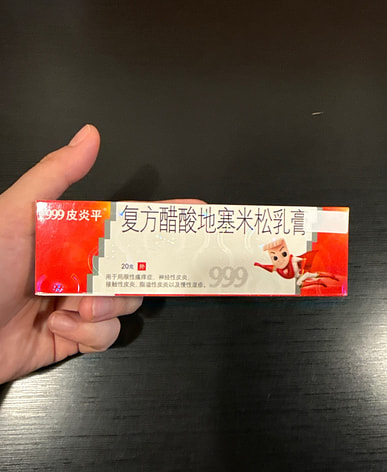 999皮炎平
复方醋酸地塞米松乳膏
20克 外
999
用于局限性瘙痒症、神经性皮炎、
接触性皮炎、脂溢性皮炎以及慢性湿疹。